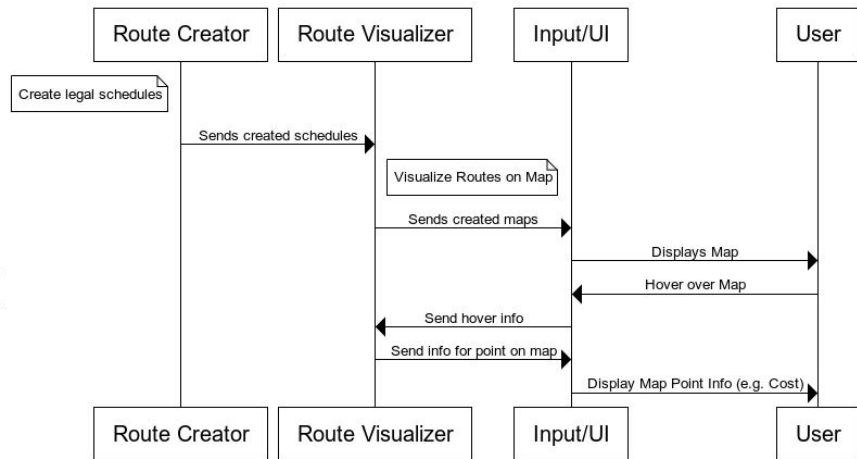 Route Creator
Route Visualizer
Input/UI
User
Create legal schedules
Sends created schedules
Visualize Routes on Map
Sends created maps
Displays Map
Hover over Map
Send hover info
Send info for point on map
Display Map Point Info (e.g. Cost)
Route Creator
Route Visualizer
Input/UI
User